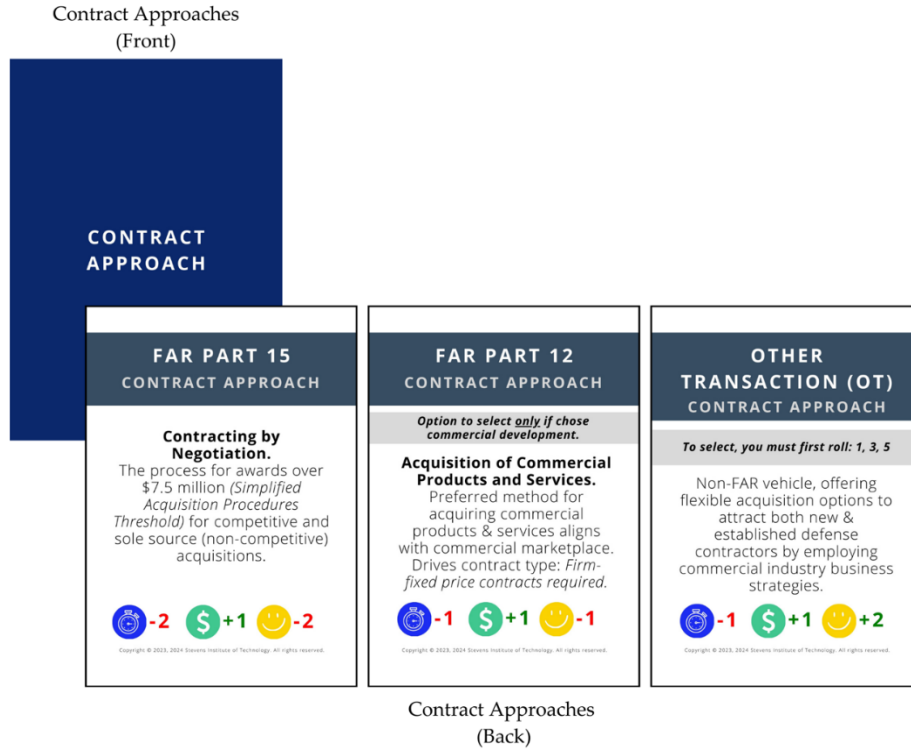 Contract Approaches
(Front)
CONTRACT
APPROACH
FAR PART 15
CONTRACT APPROACH
Contracting by
Negotiation.
The process for awards over
$7.5 million (Simplified
Acquisition Procedures
Threshold) for competitive and
sole source (non-competitive)
acquisitions.
-2 $ +1 -2
Copyright © 2023, 2024 Stevens Institute of Technology. All rights reserved.
FAR PART 12
CONTRACT APPROACH
Option to select only if chose
commercial development.
Acquisition of Commercial
Products and Services.
Preferred method for
acquiring commercial
products & services aligns
with commercial marketplace.
Drives contract type: Firm-
fixed price contracts required.
-1 $ +1 -1
Copyright © 2023, 2024 Stevens Institute of Technology. All rights reserved.
OTHER
TRANSACTION (OT)
CONTRACT APPROACH
To select, you must first roll: 1, 3, 5
Non-FAR vehicle, offering
flexible acquisition options to
attract both new &
established defense
contractors by employing
commercial industry business
strategies.
-1 $ +1 +2
Copyright © 2023, 2024 Stevens Institute of Technology. All rights reserved.
Contract Approaches
(Back)